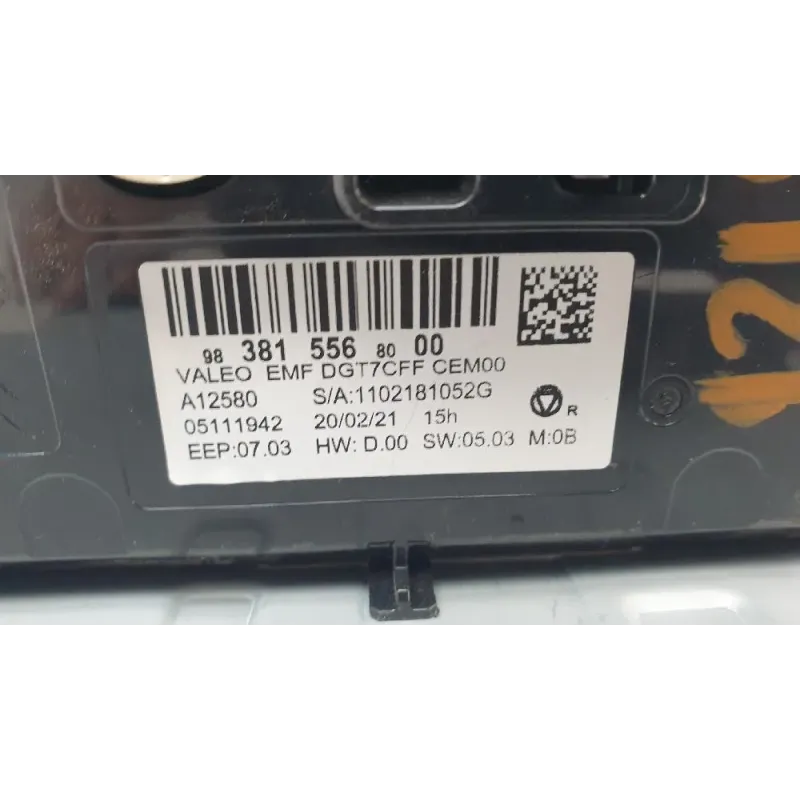 98 381 556 80 00
VALEO EMF DGT7CFF CEM00
A12580 S/A:1102181052G
05111942 20/02/21 15h R
EEP:07.03 HW: D.00 SW:05.03 M:0B